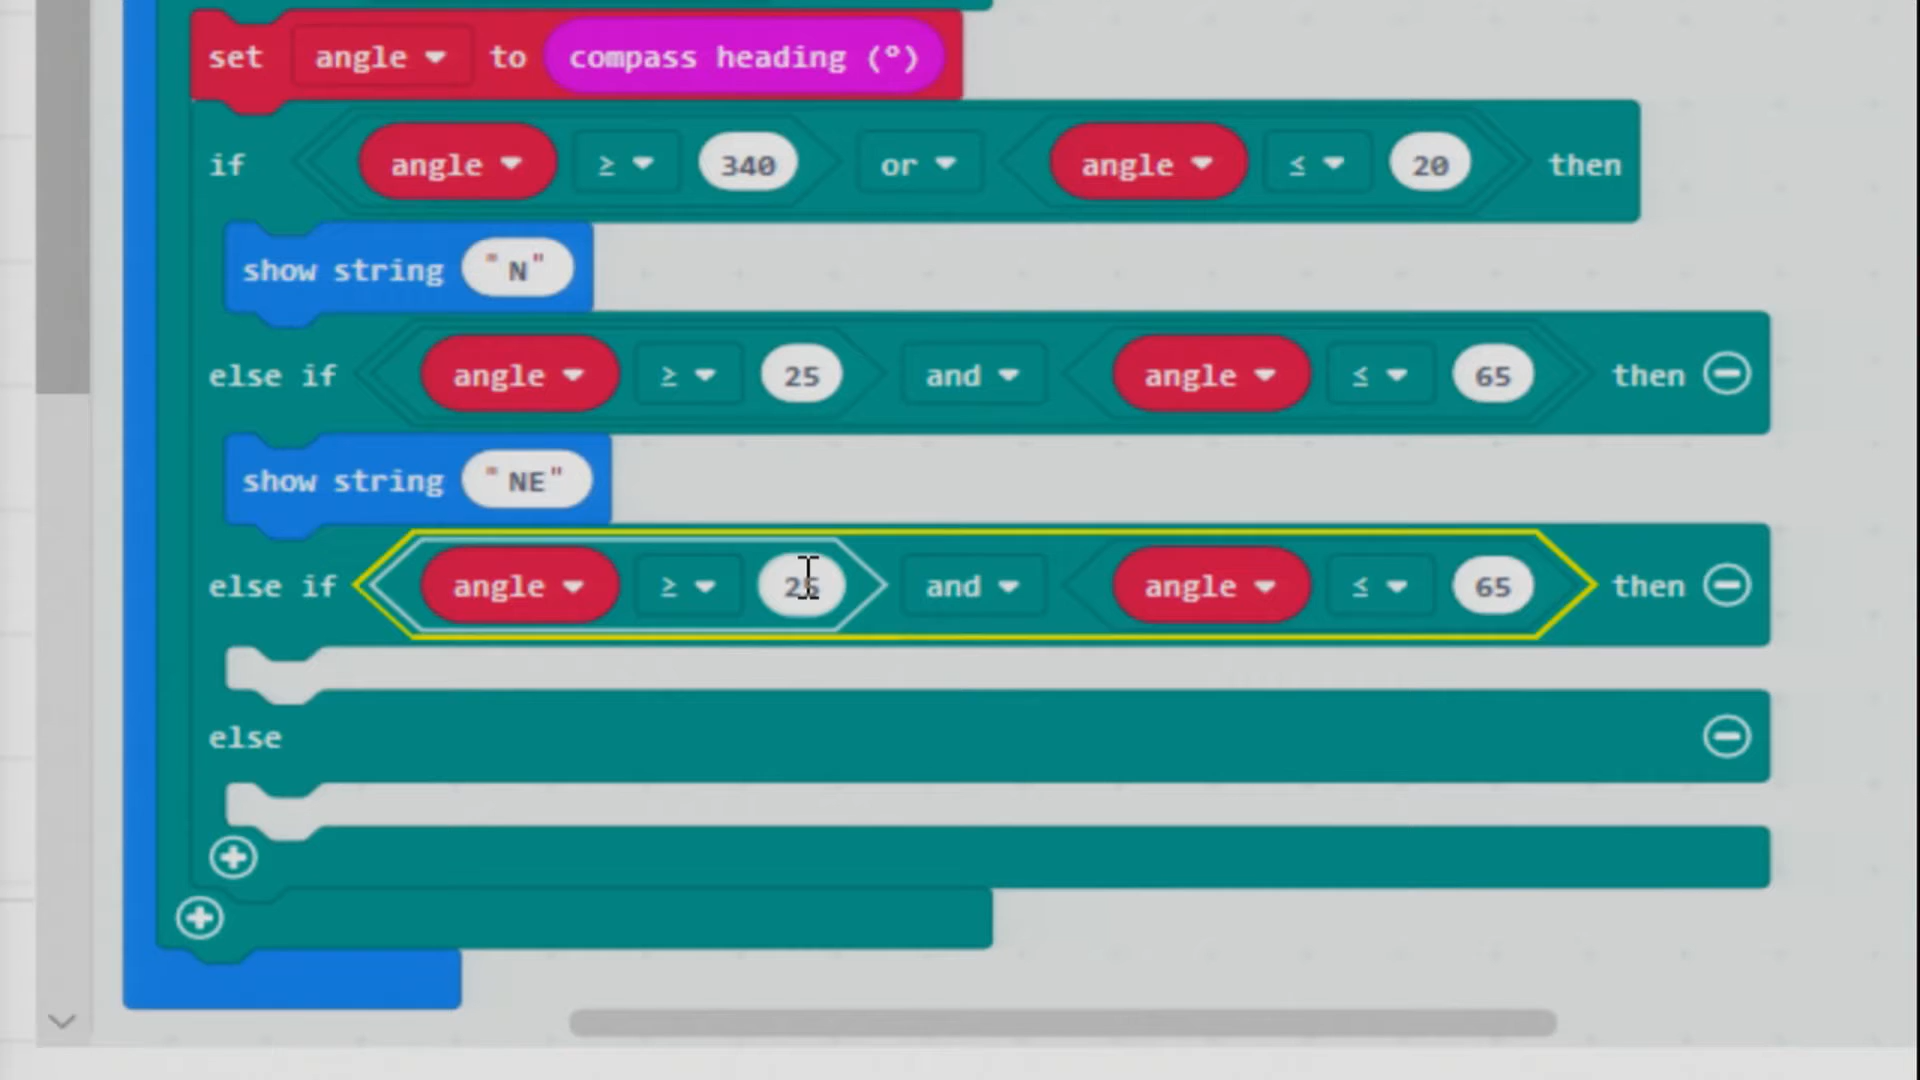 set angle to compass heading (°)
if angle ≥ 340 or angle ≤ 20 then
show string "N"
else if angle ≥ 25 and angle ≤ 65 then
show string "NE"
else if angle ≥ 25 and angle ≤ 65 then
else